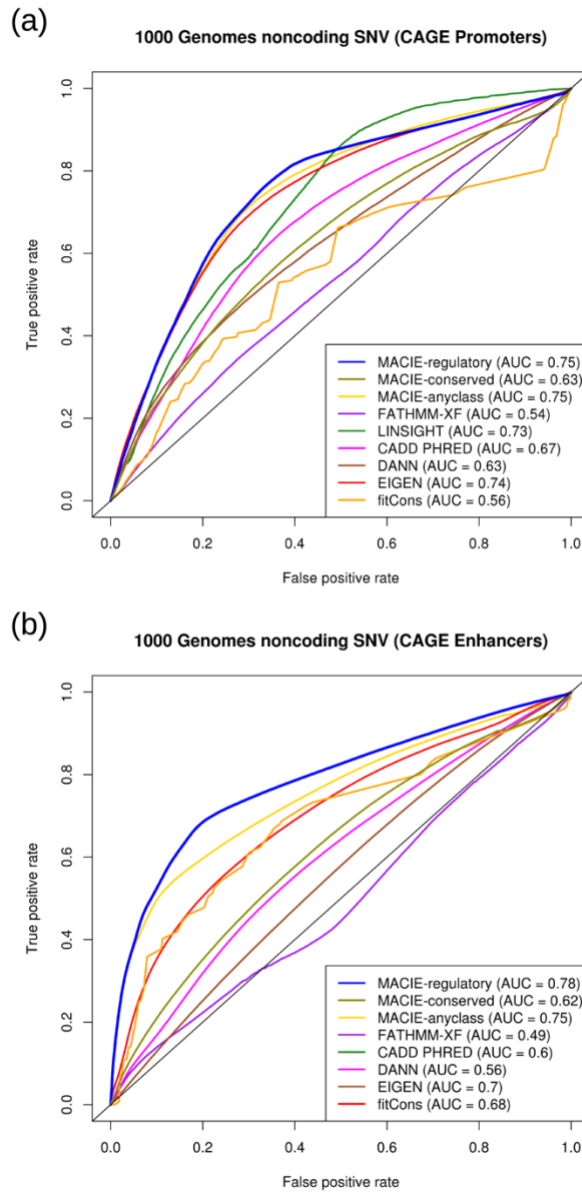 (a)
1000 Genomes noncoding SNV (CAGE Promoters)
True positive rate
1.0
0.8
0.6
0.4
0.2
0.0
MACIE-regulatory (AUC = 0.75)
MACIE-conserved (AUC = 0.63)
MACIE-anyclass (AUC = 0.75)
FATHMM-XF (AUC = 0.54)
LINSIGHT (AUC = 0.73)
CADD PHRED (AUC = 0.67)
DANN (AUC = 0.63)
EIGEN (AUC = 0.74)
fitCons (AUC = 0.56)
0.0 0.2 0.4 0.6 0.8 1.0
False positive rate
(b)
1000 Genomes noncoding SNV (CAGE Enhancers)
True positive rate
1.0
0.8
0.6
0.4
0.2
0.0
MACIE-regulatory (AUC = 0.78)
MACIE-conserved (AUC = 0.62)
MACIE-anyclass (AUC = 0.75)
FATHMM-XF (AUC = 0.49)
CADD PHRED (AUC = 0.6)
DANN (AUC = 0.56)
EIGEN (AUC = 0.7)
fitCons (AUC = 0.68)
0.0 0.2 0.4 0.6 0.8 1.0
False positive rate